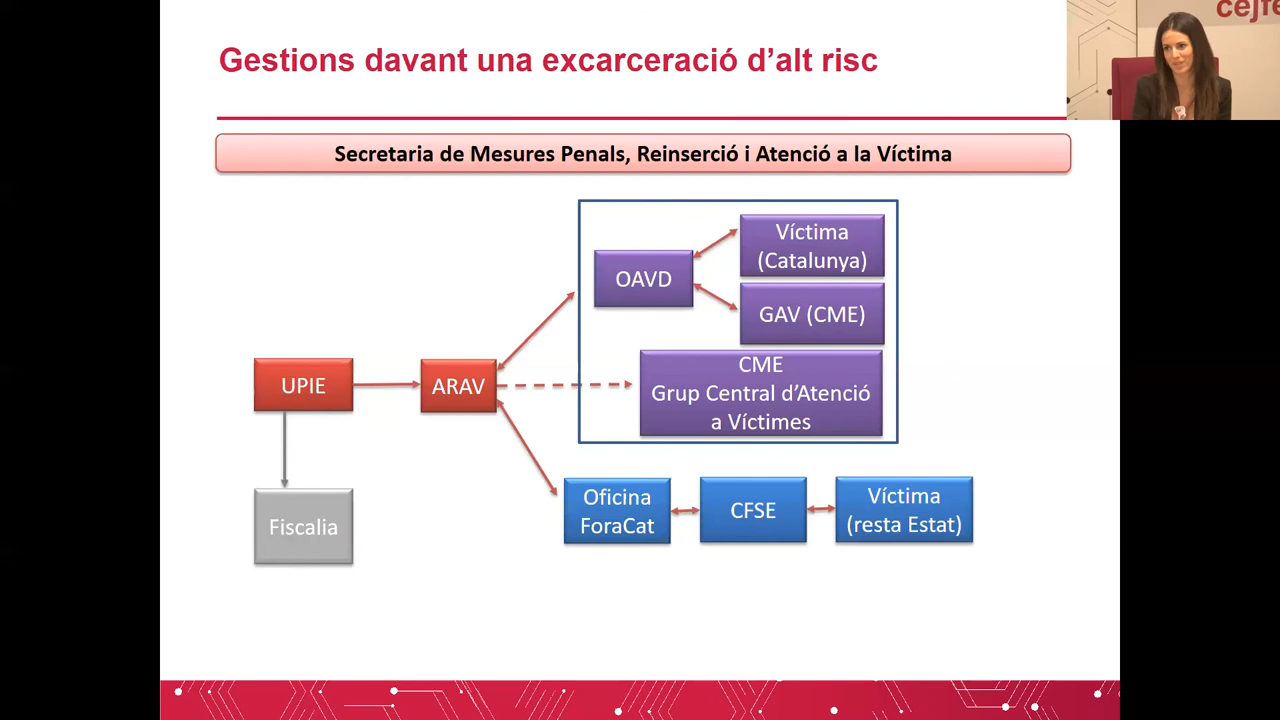 cejfe
Gestions davant una excarceració d’alt risc
Secretaria de Mesures Penals, Reinserció i Atenció a la Víctima
Víctima
(Catalunya)
OAVD
GAV (CME)
CME
Grup Central d’Atenció
a Víctimes
UPIE
ARAV
Oficina
ForaCat
CFSE
Víctima
(resta Estat)
Fiscalia